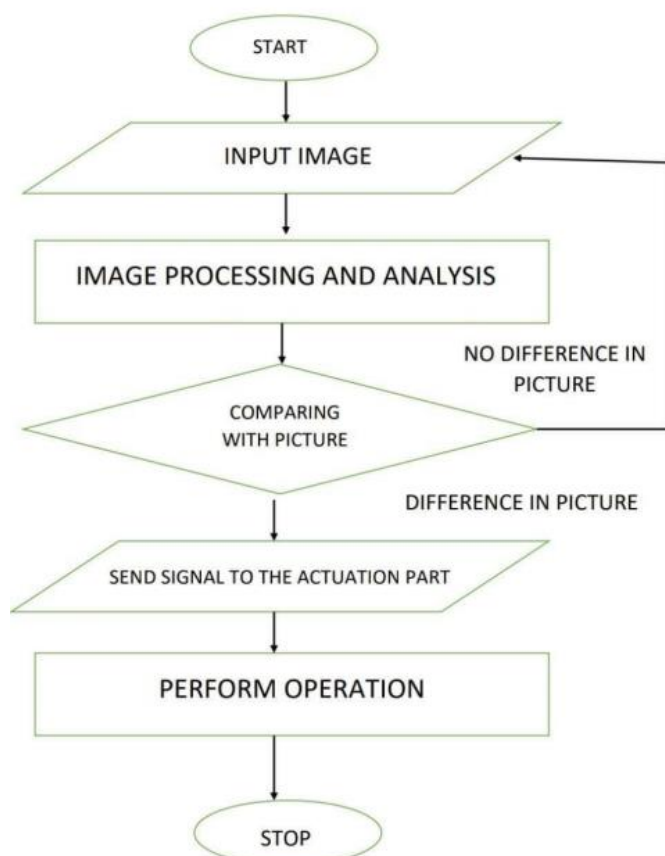 START
INPUT IMAGE
IMAGE PROCESSING AND ANALYSIS
NO DIFFERENCE IN
PICTURE
COMPARING
WITH PICTURE
DIFFERENCE IN PICTURE
SEND SIGNAL TO THE ACTUATION PART
PERFORM OPERATION
STOP